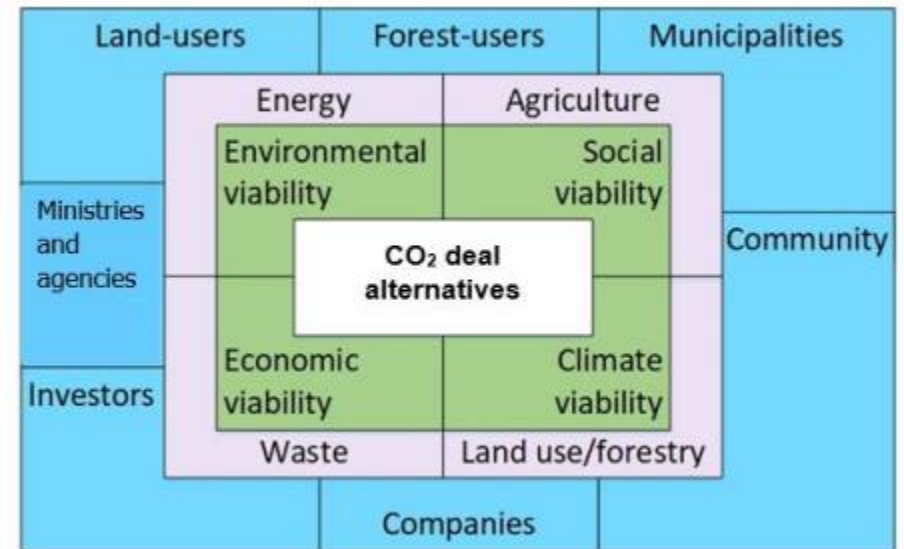 Land-users
Forest-users
Municipalities
Energy
Agriculture
Environmental
viability
Social
viability
Ministries
and
agencies
CO₂ deal
alternatives
Community
Economic
viability
Climate
viability
Investors
Waste
Land use/forestry
Companies